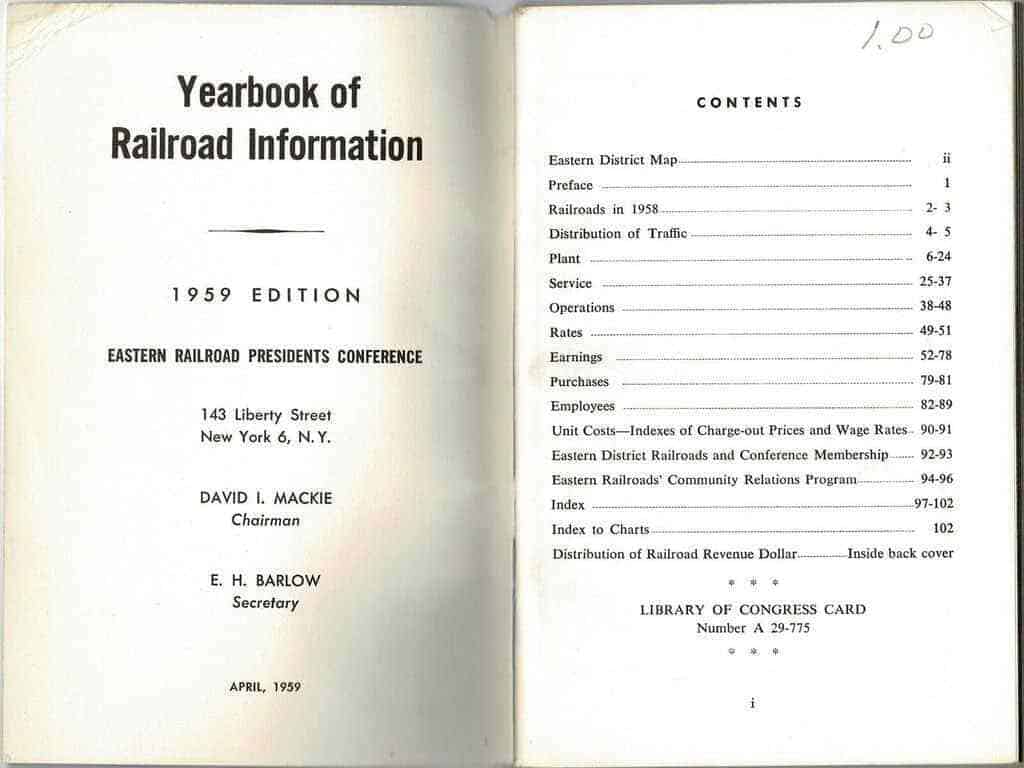 Yearbook of
Railroad Information
1959 EDITION
EASTERN RAILROAD PRESIDENTS CONFERENCE
143 Liberty Street
New York 6, N.Y.
DAVID I. MACKIE
Chairman
E. H. BARLOW
Secretary
APRIL, 1959
1.00
CONTENTS
Eastern District Map ii
Preface 1
Railroads in 1958 2- 3
Distribution of Traffic 4- 5
Plant 6-24
Service 25-37
Operations 38-48
Rates 49-51
Earnings 52-78
Purchases 79-81
Employees 82-89
Unit Costs—Indexes of Charge-out Prices and Wage Rates 90-91
Eastern District Railroads and Conference Membership 92-93
Eastern Railroads' Community Relations Program 94-96
Index 97-102
Index to Charts 102
Distribution of Railroad Revenue Dollar Inside back cover
* * *
LIBRARY OF CONGRESS CARD
Number A 29-775
* * *
i